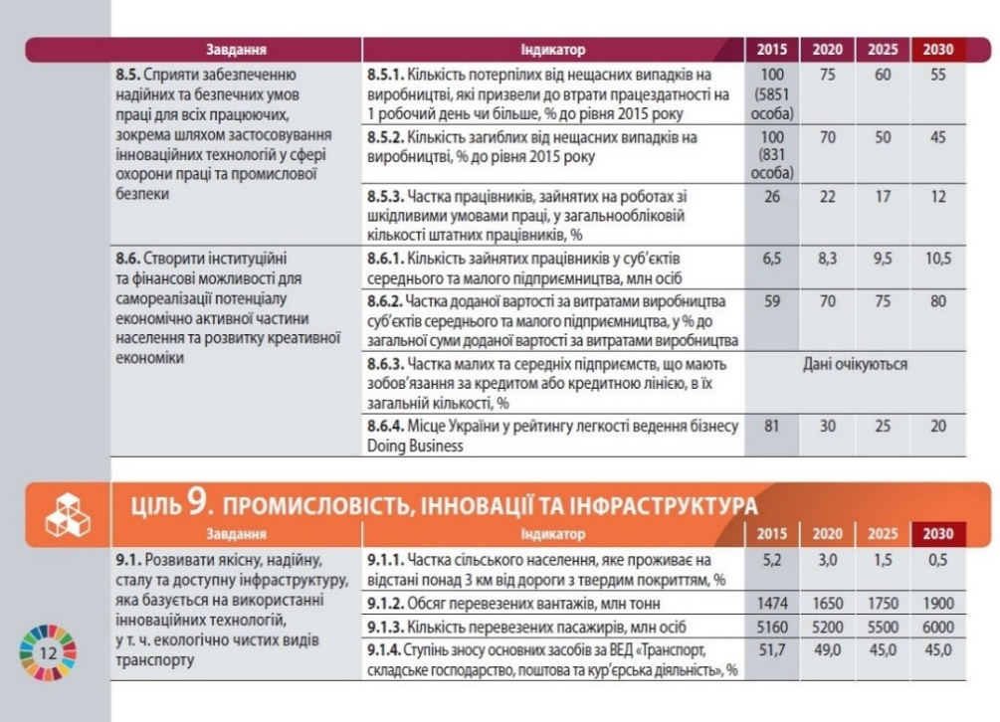 Завдання Індикатор 2015 2020 2025 2030
8.5. Сприяти забезпеченню
надійних та безпечних умов
праці для всіх працюючих,
зокрема шляхом застосовування
інноваційних технологій у сфері
охорони праці та промислової
безпеки
8.5.1. Кількість потерпілих від нещасних випадків на
виробництві, які призвели до втрати працездатності на
1 робочий день чи більше, % до рівня 2015 року
100
(5851
особа)
75 60 55
8.5.2. Кількість загиблих від нещасних випадків на
виробництві, % до рівня 2015 року
100
(831
особа)
70 50 45
8.5.3. Частка працівників, зайнятих на роботах зі
шкідливими умовами праці, у загальнообліковій
кількості штатних працівників, %
26 22 17 12
8.6. Створити інституційні
та фінансові можливості для
самореалізації потенціалу
економічно активної частини
населення та розвитку креативної
економіки
8.6.1. Кількість зайнятих працівників у суб'єктів
середнього та малого підприємництва, млн осіб
6,5 8,3 9,5 10,5
8.6.2. Частка доданої вартості за витратами виробництва
суб'єктів середнього та малого підприємництва, у % до
загальної суми доданої вартості за витратами виробництва
59 70 75 80
8.6.3. Частка малих та середніх підприємств, що мають
зобов'язання за кредитом або кредитною лінією, в їх
загальній кількості, %
Дані очікуються
8.6.4. Місце України у рейтингу легкості ведення бізнесу
Doing Business
81 30 25 20
ЦІЛЬ 9. ПРОМИСЛОВІСТЬ, ІННОВАЦІЇ ТА ІНФРАСТРУКТУРА
Завдання Індикатор 2015 2020 2025 2030
9.1. Розвивати якісну, надійну,
сталу та доступну інфраструктуру,
яка базується на використанні
інноваційних технологій,
у т. ч. екологічно чистих видів
транспорту
9.1.1. Частка сільського населення, яке проживає на
відстані понад 3 км від дороги з твердим покриттям, %
5,2 3,0 1,5 0,5
9.1.2. Обсяг перевезених вантажів, млн тонн
1474 1650 1750 1900
9.1.3. Кількість перевезених пасажирів, млн осіб
5160 5200 5500 6000
9.1.4. Ступінь зносу основних засобів за ВЕД «Транспорт,
складське господарство, поштова та кур'єрська діяльність», %
51,7 49,0 45,0 45,0
12